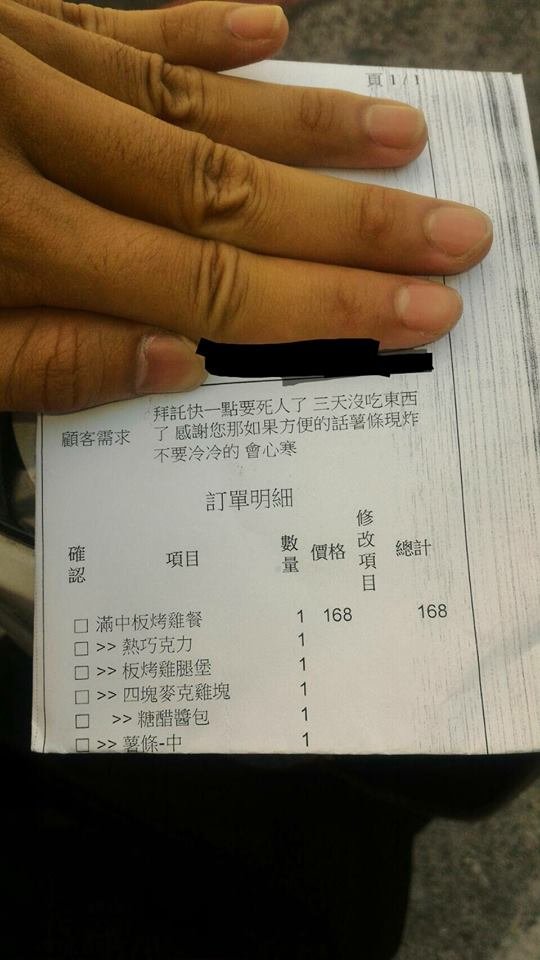 頁 1 / 1
顧客需求
拜託快一點要死人了 三天沒吃東西
了 感謝您那如果方便的話薯條現炸
不要冷冷的 會心寒
訂單明細
確認 項目 數量 價格 修改項目 總計
□ 滿中板烤雞餐 1 168 168
□ >> 熱巧克力 1
□ >> 板烤雞腿堡 1
□ >> 四塊麥克雞塊 1
□ >> 糖醋醬包 1
□ >> 薯條-中 1